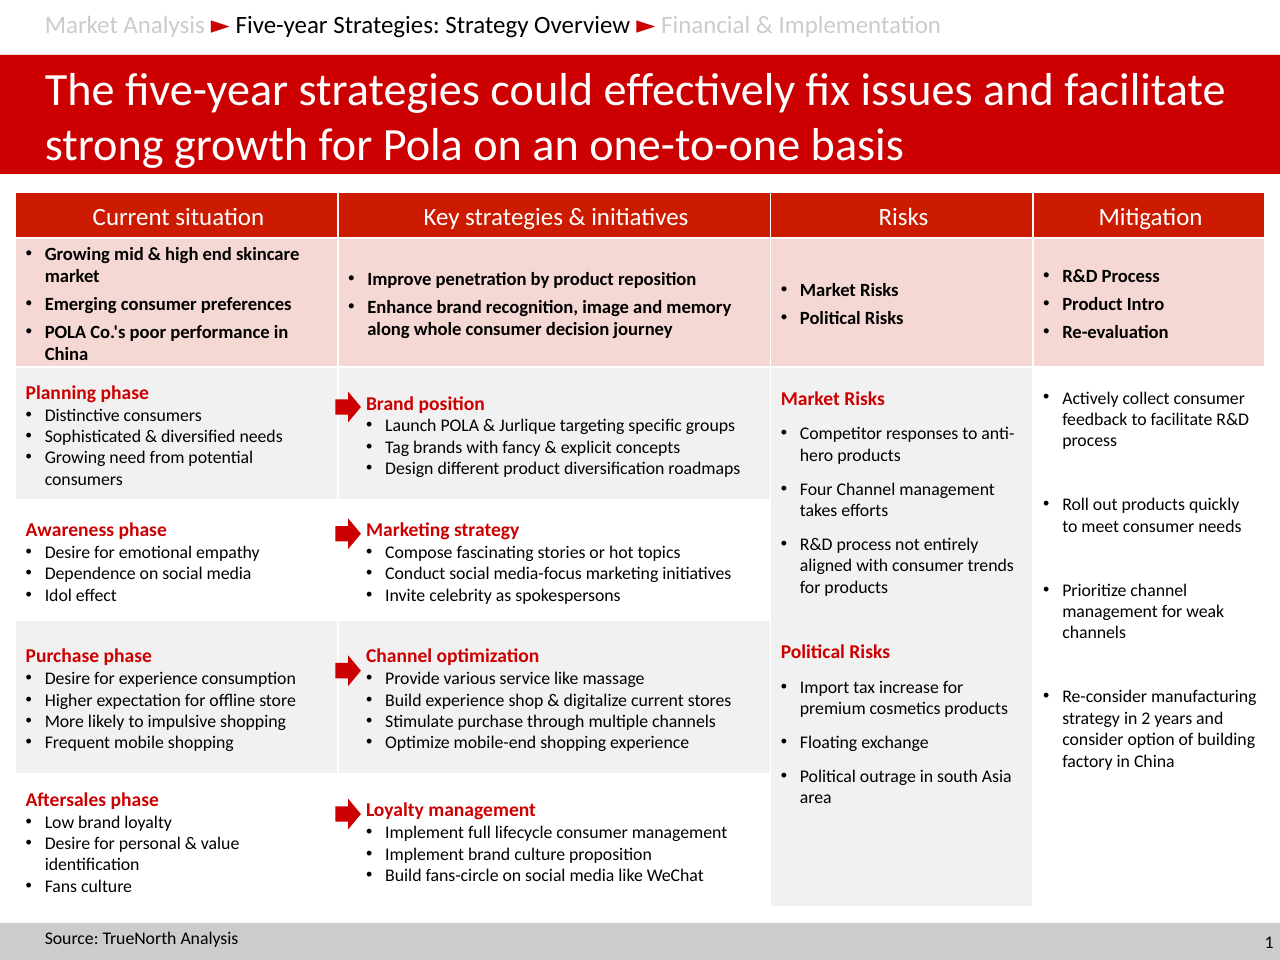 Market Analysis ► Five-year Strategies: Strategy Overview ► Financial & Implementation
The five-year strategies could effectively fix issues and facilitate
strong growth for Pola on an one-to-one basis
Current situation
Key strategies & initiatives
Risks
Mitigation
• Growing mid & high end skincare
market
• Emerging consumer preferences
• POLA Co.'s poor performance in
China
• Improve penetration by product reposition
• Enhance brand recognition, image and memory
along whole consumer decision journey
• Market Risks
• Political Risks
• R&D Process
• Product Intro
• Re-evaluation
Planning phase
• Distinctive consumers
• Sophisticated & diversified needs
• Growing need from potential
consumers
Brand position
• Launch POLA & Jurlique targeting specific groups
• Tag brands with fancy & explicit concepts
• Design different product diversification roadmaps
Awareness phase
• Desire for emotional empathy
• Dependence on social media
• Idol effect
Marketing strategy
• Compose fascinating stories or hot topics
• Conduct social media-focus marketing initiatives
• Invite celebrity as spokespersons
Purchase phase
• Desire for experience consumption
• Higher expectation for offline store
• More likely to impulsive shopping
• Frequent mobile shopping
Channel optimization
• Provide various service like massage
• Build experience shop & digitalize current stores
• Stimulate purchase through multiple channels
• Optimize mobile-end shopping experience
Aftersales phase
• Low brand loyalty
• Desire for personal & value
identification
• Fans culture
Loyalty management
• Implement full lifecycle consumer management
• Implement brand culture proposition
• Build fans-circle on social media like WeChat
Market Risks
• Competitor responses to anti-
hero products
• Four Channel management
takes efforts
• R&D process not entirely
aligned with consumer trends
for products
Political Risks
• Import tax increase for
premium cosmetics products
• Floating exchange
• Political outrage in south Asia
area
• Actively collect consumer
feedback to facilitate R&D
process
• Roll out products quickly
to meet consumer needs
• Prioritize channel
management for weak
channels
• Re-consider manufacturing
strategy in 2 years and
consider option of building
factory in China
Source: TrueNorth Analysis
1